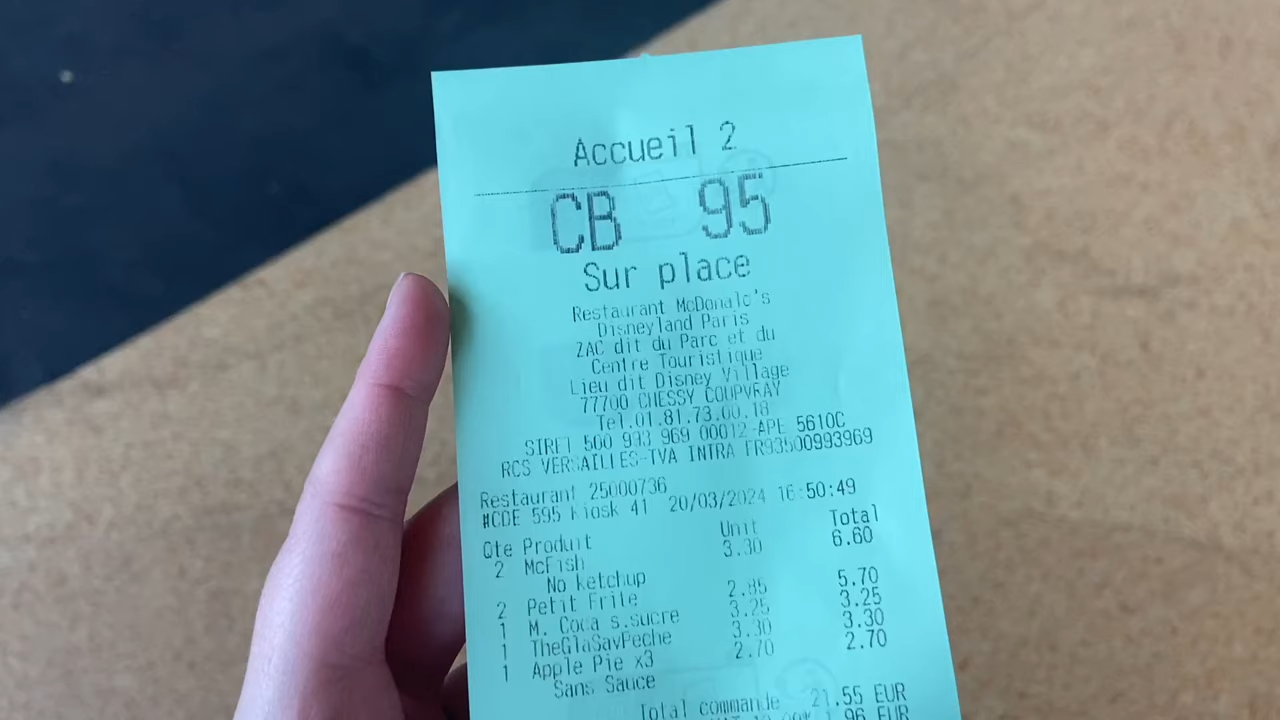 Accueil 2
CB 95
Sur place
Restaurant McDonalc's
Disneyland Paris
ZAC dit du Parc et du
Centre Touristique
Lieu dit Disney Village
77700 CHESSY COUPVRAY
Tel.01.81.73.00.18
SIRET 500 993 969 00012-APE 5610C
RCS VERSAILLES-TVA INTRA FR93500993969
Restaurant 25000736
#CDE 595 Kiosk 41 20/03/2024 16:50:49
Qte Produit Unit Total
2 McFish 3.30 6.60
No ketchup
2 Petit Frite 2.85 5.70
1 M. Coca s.sucre 3.25 3.25
1 TheGlaSavPeche 3.30 3.30
1 Apple Pie x3 2.70 2.70
Sans Sauce
Total commande 21.55 EUR
1.96 EUR